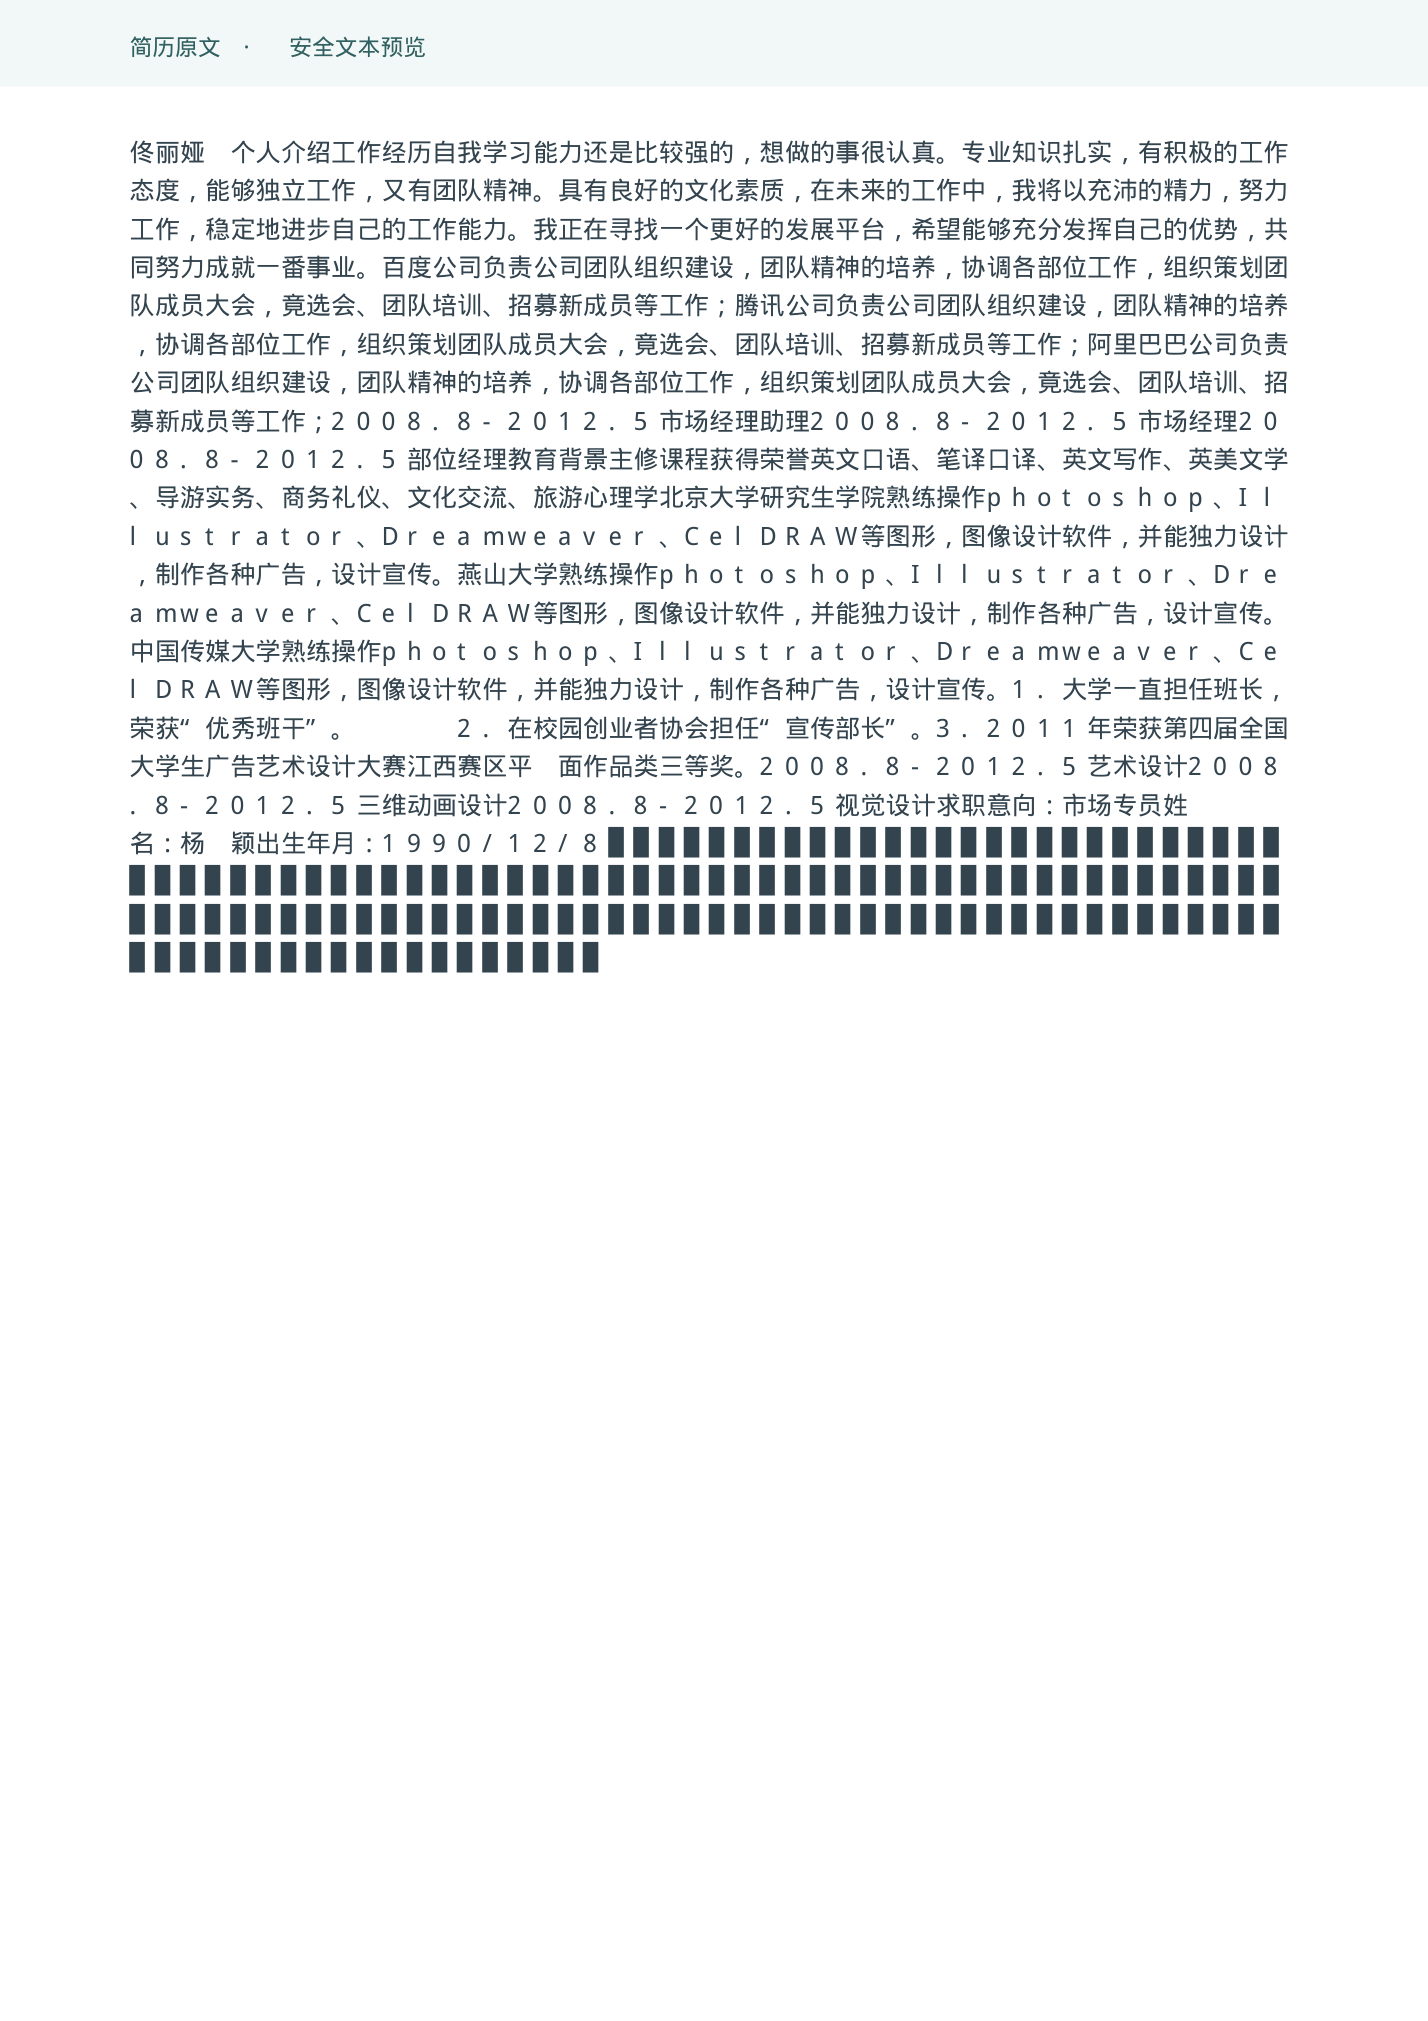 简历原文 · 安全文本预览
佟丽娅 个人介绍工作经历自我学习能力还是比较强的，想做的事很认真。专业知识扎实，有积极的工作
态度，能够独立工作，又有团队精神。具有良好的文化素质，在未来的工作中，我将以充沛的精力，努力
工作，稳定地进步自己的工作能力。我正在寻找一个更好的发展平台，希望能够充分发挥自己的优势，共
同努力成就一番事业。百度公司负责公司团队组织建设，团队精神的培养，协调各部位工作，组织策划团
队成员大会，竟选会、团队培训、招募新成员等工作；腾讯公司负责公司团队组织建设，团队精神的培养
，协调各部位工作，组织策划团队成员大会，竟选会、团队培训、招募新成员等工作；阿里巴巴公司负责
公司团队组织建设，团队精神的培养，协调各部位工作，组织策划团队成员大会，竟选会、团队培训、招
募新成员等工作；2008.8-2012.5市场经理助理2008.8-2012.5市场经理20
08.8-2012.5部位经理教育背景主修课程获得荣誉英文口语、笔译口译、英文写作、英美文学
、导游实务、商务礼仪、文化交流、旅游心理学北京大学研究生学院熟练操作photoshop、Il
lustrator、Dreamweaver、CelDRAW等图形，图像设计软件，并能独力设计
，制作各种广告，设计宣传。燕山大学熟练操作photoshop、Illustrator、Dre
amweaver、CelDRAW等图形，图像设计软件，并能独力设计，制作各种广告，设计宣传。
中国传媒大学熟练操作photoshop、Illustrator、Dreamweaver、Ce
lDRAW等图形，图像设计软件，并能独力设计，制作各种广告，设计宣传。1.大学一直担任班长，
荣获“优秀班干”。 2.在校园创业者协会担任“宣传部长”。3.2011年荣获第四届全国
大学生广告艺术设计大赛江西赛区平 面作品类三等奖。2008.8-2012.5艺术设计2008
.8-2012.5三维动画设计2008.8-2012.5视觉设计求职意向：市场专员姓
名：杨 颖出生年月：1990/12/8